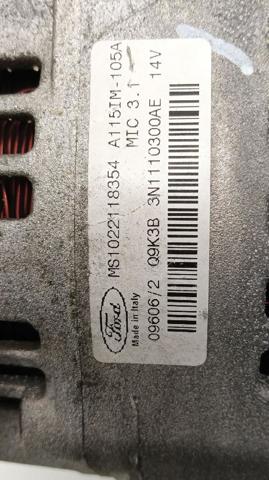 MS1022118354 A115IM-105A
MIC 3.1 14V
Ford
Made in Italy
09606/2 Q9K3B 3N1110300AE